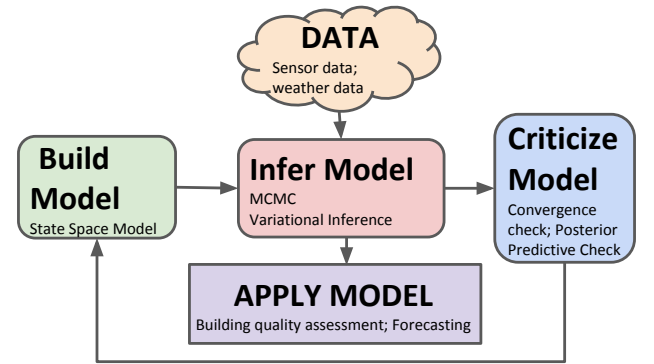 DATA
Sensor data;
weather data
Build
Model
State Space Model
Infer Model
MCMC
Variational Inference
Criticize
Model
Convergence
check; Posterior
Predictive Check
APPLY MODEL
Building quality assessment; Forecasting